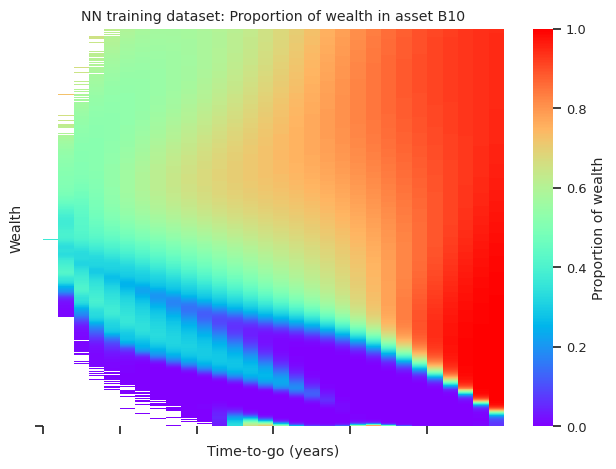 NN training dataset: Proportion of wealth in asset B10
Wealth
Time-to-go (years)
1.0
0.8
0.6
0.4
0.2
0.0
Proportion of wealth